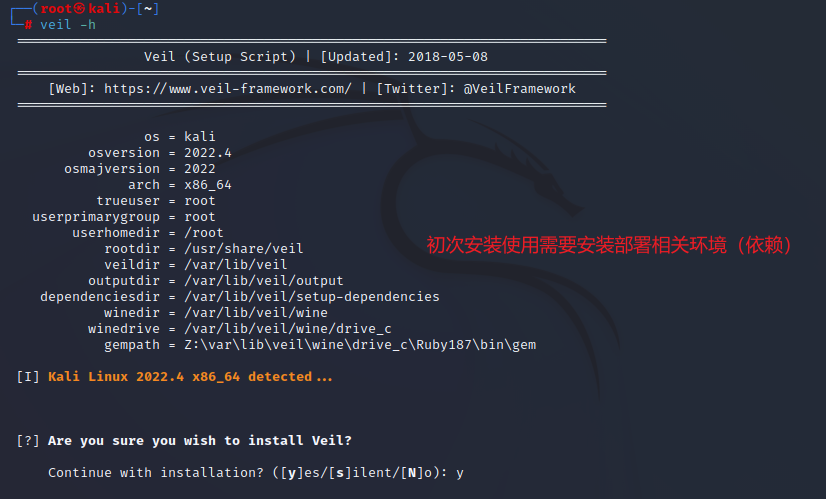 ┌──(root㉿kali)-[~]
└─# veil -h
Veil (Setup Script) | [Updated]: 2018-05-08
[Web]: https://www.veil-framework.com/ | [Twitter]: @VeilFramework
os = kali
osversion = 2022.4
osmajversion = 2022
arch = x86_64
trueuser = root
userprimarygroup = root
userhomedir = /root
rootdir = /usr/share/veil
初次安装使用需要安装部署相关环境（依赖）
veildir = /var/lib/veil
outputdir = /var/lib/veil/output
dependenciesdir = /var/lib/veil/setup-dependencies
winedir = /var/lib/veil/wine
winedrive = /var/lib/veil/wine/drive_c
gempath = Z:\var\lib\veil\wine\drive_c\Ruby187\bin\gem
[I] Kali Linux 2022.4 x86_64 detected...
[?] Are you sure you wish to install Veil?
Continue with installation? ([y]es/[s]ilent/[N]o): y